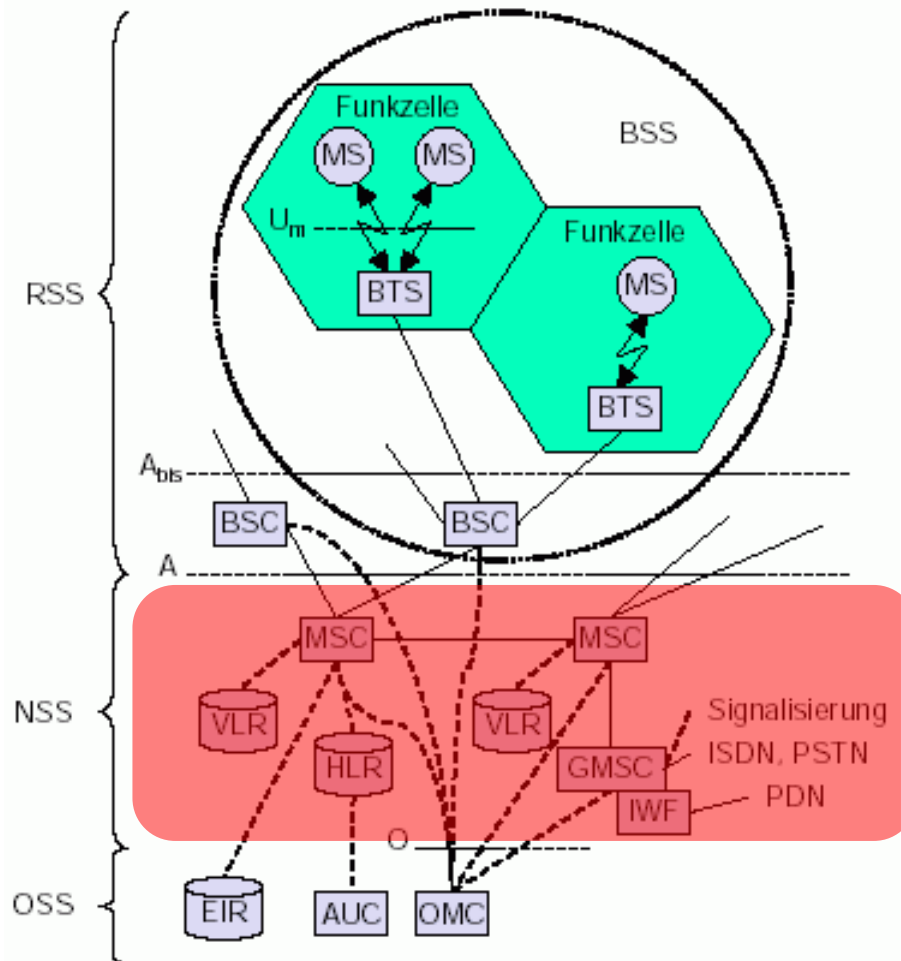 Funkzelle
BSS
MS MS
Um
Funkzelle
BTS
MS
RSS
BTS
Abis
BSC BSC
A
MSC MSC
NSS
VLR VLR
Signalisierung
HLR
GMSC
ISDN, PSTN
IWF
PDN
O
OSS
EIR AUC OMC